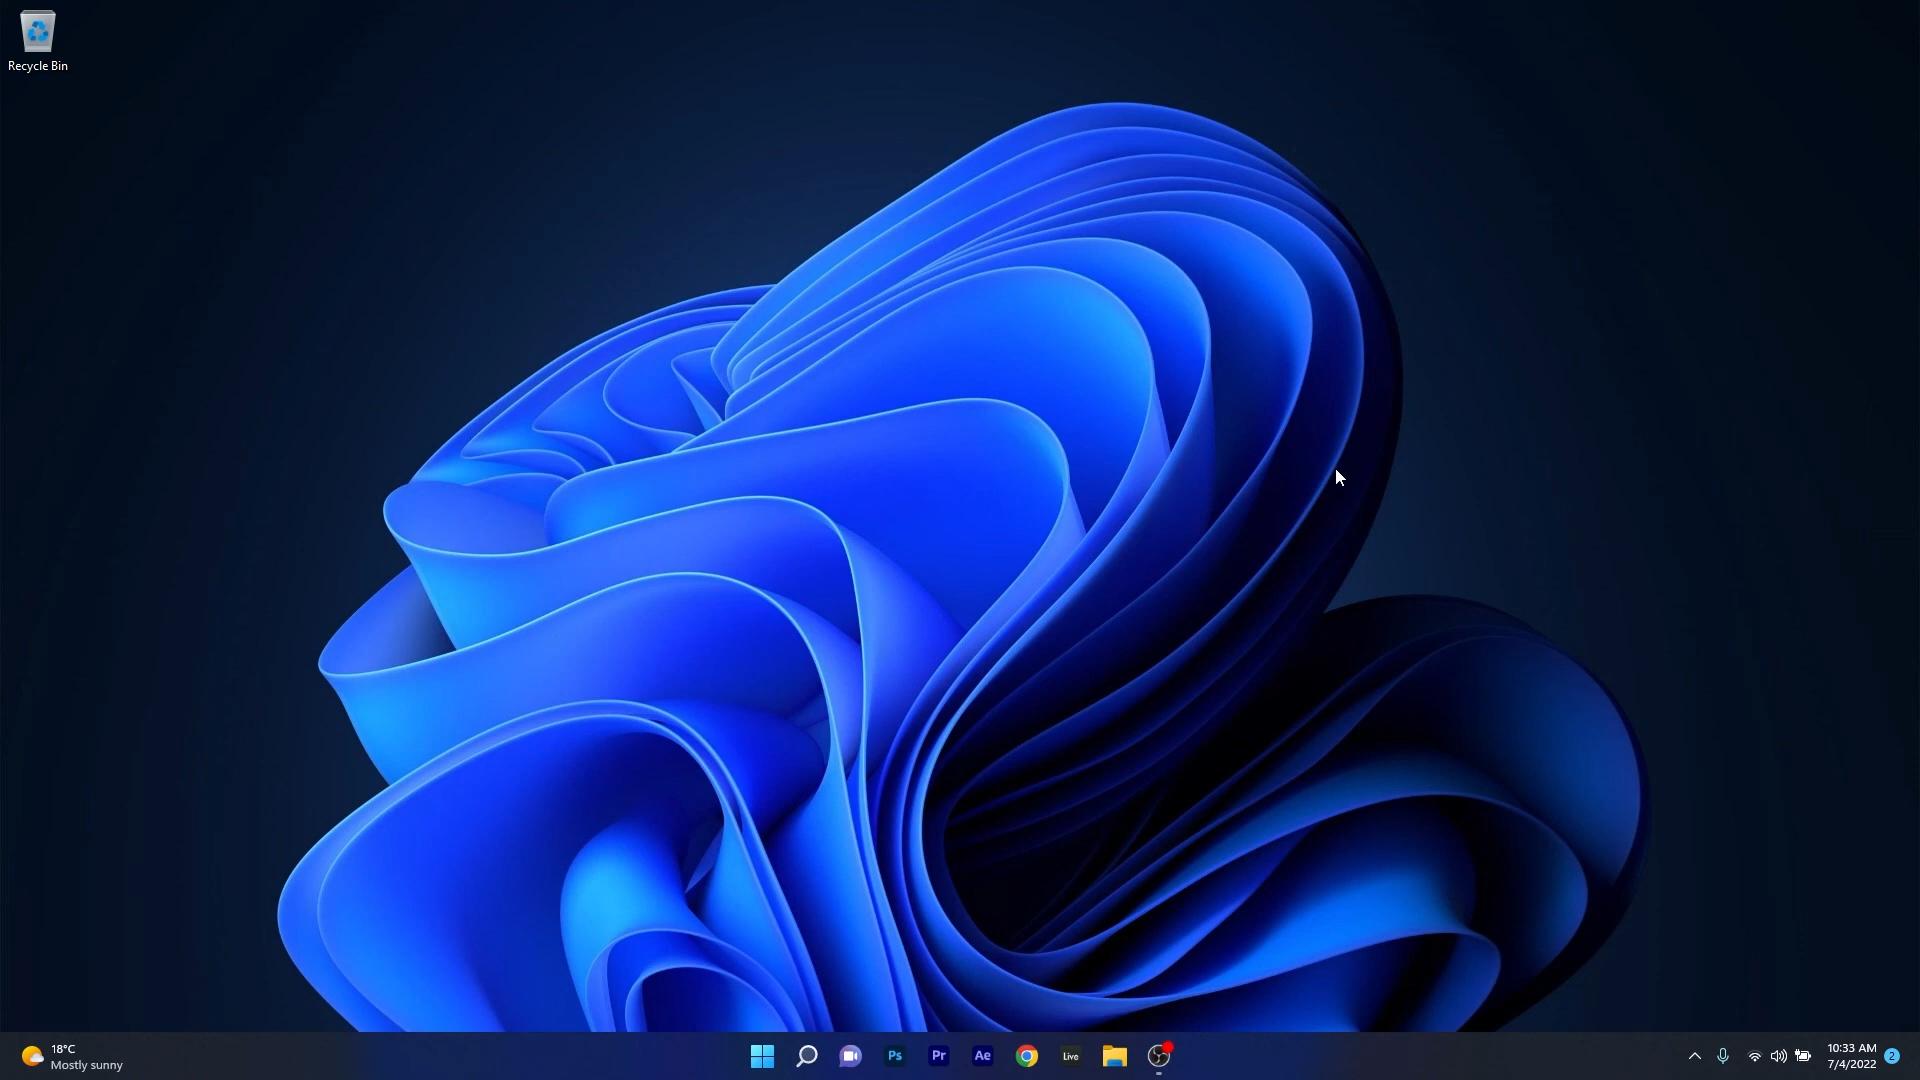 Recycle Bin
18°C
Mostly sunny
Ps
Pr
Ae
Live
10:33 AM
7/4/2022
2